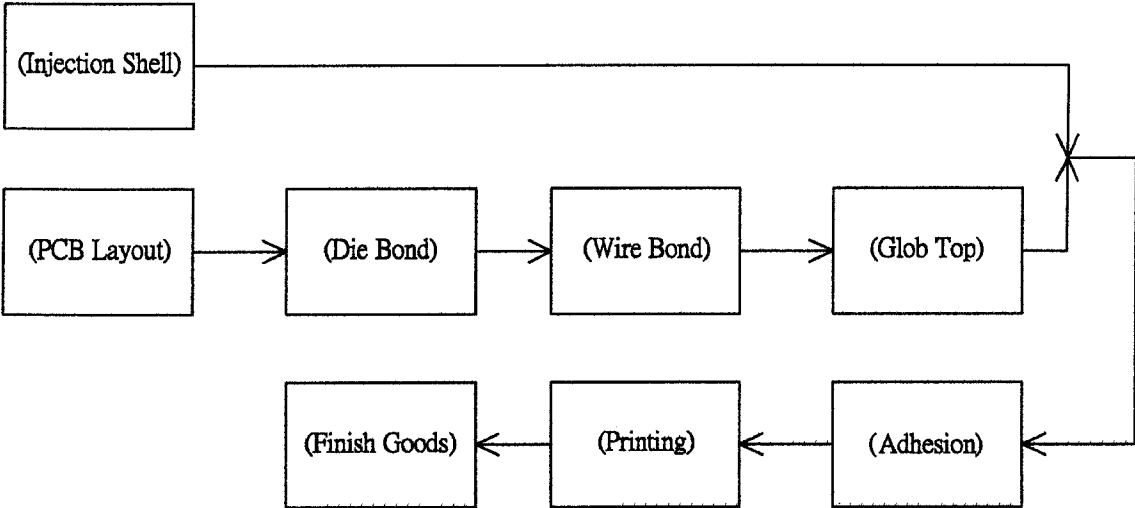 (Injection Shell)
(PCB Layout)
(Die Bond)
(Wire Bond)
(Glob Top)
(Finish Goods)
(Printing)
(Adhesion)